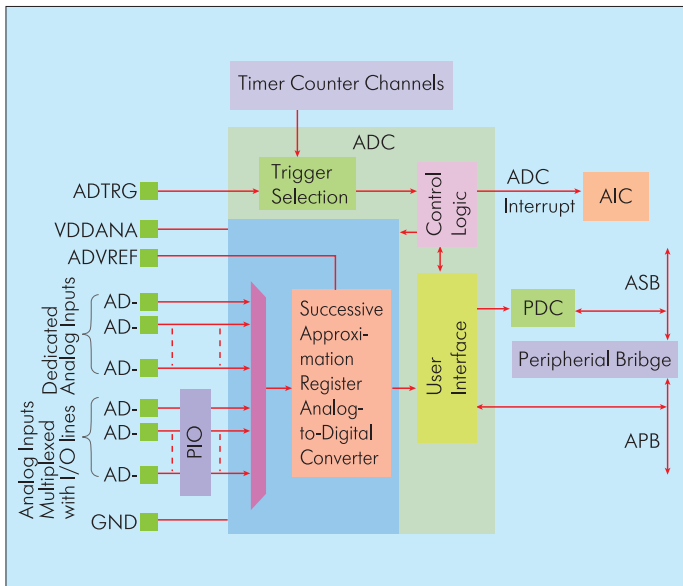 Timer Counter Channels
ADC
ADTRG
Trigger
Selection
Control
Logic
ADC
Interrupt
AIC
VDDANA
ADVREF
Dedicated
Analog Inputs
AD-
AD-
AD-
Successive
Approxi-
mation
Register
Analog-
to-Digital
Converter
User
Interface
PDC
ASB
Peripherial Bribge
Analog Inputs
Multiplexed
with I/O lines
AD-
AD-
AD-
PIO
APB
GND